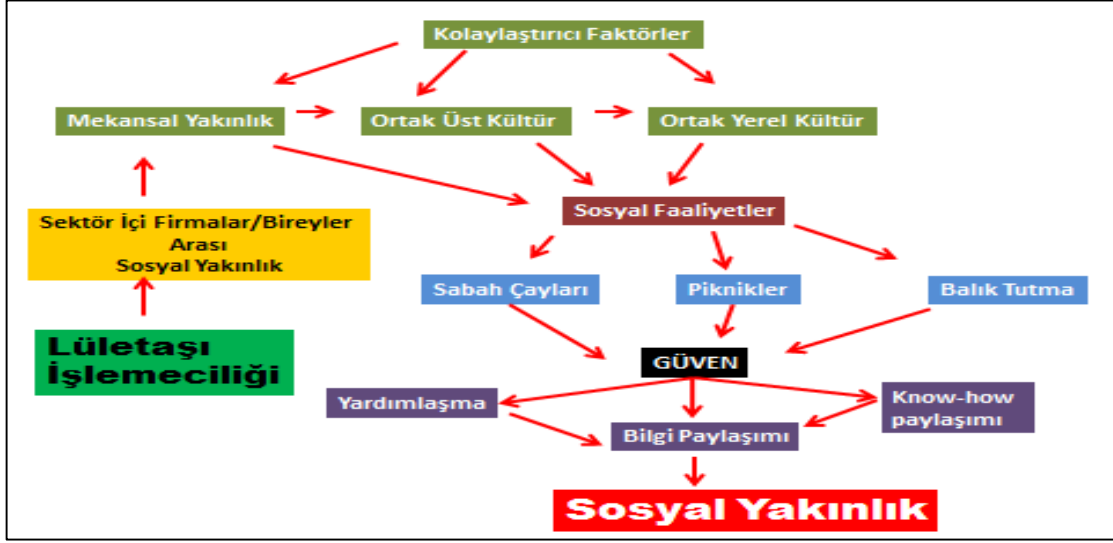 Kolaylaştırıcı Faktörler
Mekansal Yakınlık
Ortak Üst Kültür
Ortak Yerel Kültür
Sektör İçi Firmalar/Bireyler
Arası
Sosyal Yakınlık
Sosyal Faaliyetler
Sabah Çayları
Piknikler
Balık Tutma
Lületaşı
İşlemeciliği
GÜVEN
Yardımlaşma
Know-how
paylaşımı
Bilgi Paylaşımı
Sosyal Yakınlık